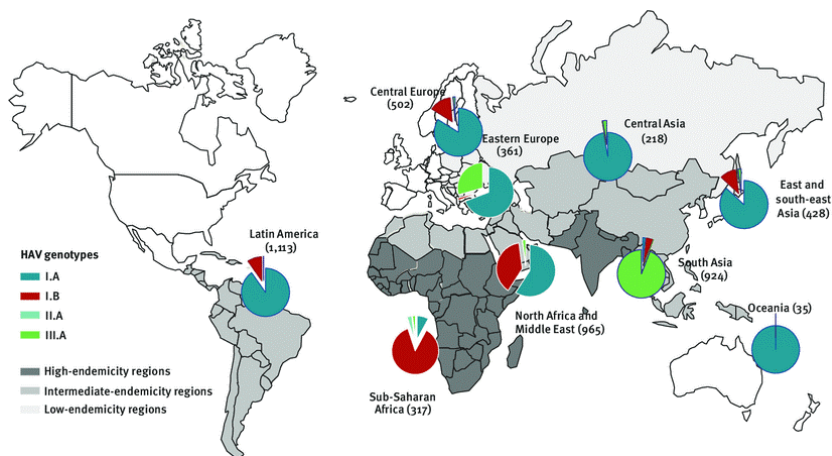 Central Europe
(502)
Eastern Europe
(361)
Central Asia
(218)
East and
south-east
Asia (428)
Latin America
(1,113)
HAV genotypes
I.A
I.B
II.A
III.A
South Asia
(924)
North Africa and
Middle East (965)
Oceania (35)
High-endemicity regions
Intermediate-endemicity regions
Low-endemicity regions
Sub-Saharan
Africa (317)